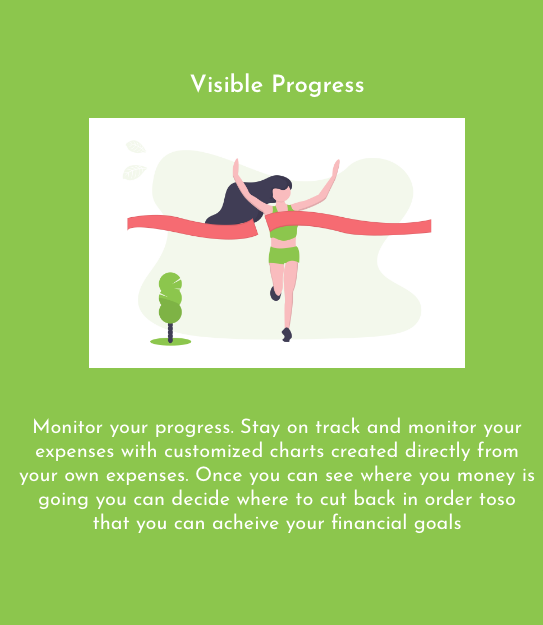 Visible Progress
Monitor your progress. Stay on track and monitor your
expenses with customized charts created directly from
your own expenses. Once you can see where you money is
going you can decide where to cut back in order toso
that you can acheive your financial goals